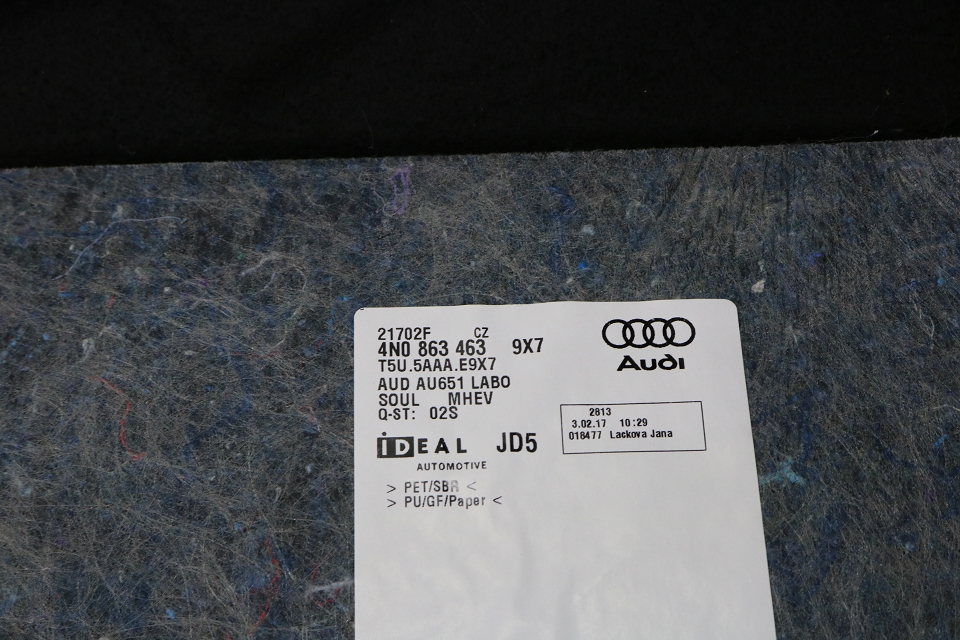 21702F CZ
4N0 863 463 9X7
T5U.5AAA.E9X7
AUD AU651 LABO
SOUL MHEV
Q-ST: 02S
Audi
2813
3.02.17 10:29
018477 Lackova Jana
iDEAL JD5
AUTOMOTIVE
> PET/SBR <
> PU/GF/Paper <